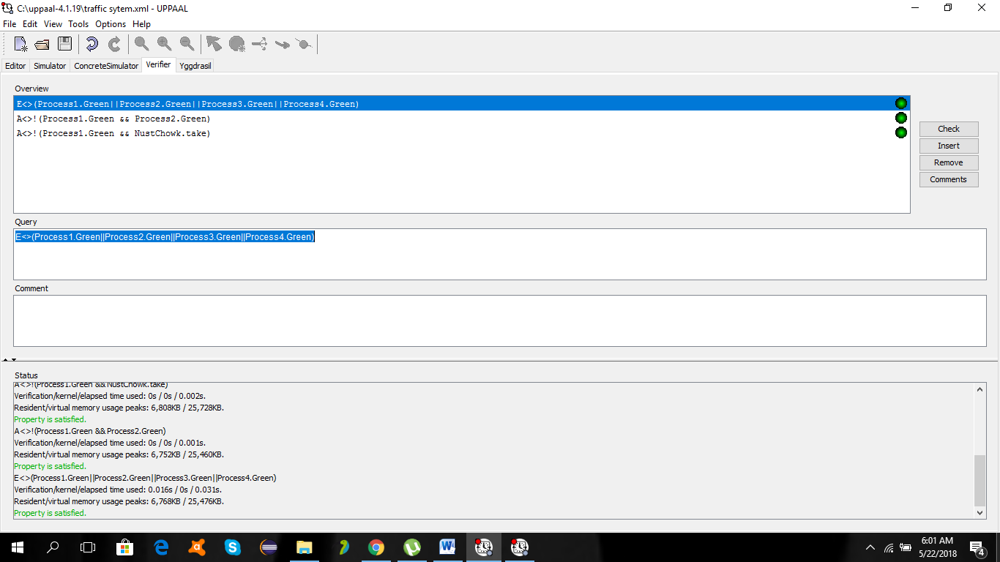 C:\uppaal-4.1.19\traffic sytem.xml - UPPAAL
File Edit View Tools Options Help
Editor Simulator ConcreteSimulator Verifier Yggdrasil
Overview
E<>(Process1.Green||Process2.Green||Process3.Green||Process4.Green)
A<>!(Process1.Green && Process2.Green)
A<>!(Process1.Green && NustChowk.take)
Check
Insert
Remove
Comments
Query
E<>(Process1.Green||Process2.Green||Process3.Green||Process4.Green)
Comment
Status
A<>!(Process1.Green && NustChowk.take)
Verification/kernel/elapsed time used: 0s / 0s / 0.002s.
Resident/virtual memory usage peaks: 6,808KB / 25,728KB.
Property is satisfied.
A<>!(Process1.Green && Process2.Green)
Verification/kernel/elapsed time used: 0s / 0s / 0.001s.
Resident/virtual memory usage peaks: 6,752KB / 25,460KB.
Property is satisfied.
E<>(Process1.Green||Process2.Green||Process3.Green||Process4.Green)
Verification/kernel/elapsed time used: 0.016s / 0s / 0.031s.
Resident/virtual memory usage peaks: 6,768KB / 25,476KB.
Property is satisfied.
6:01 AM
5/22/2018
4